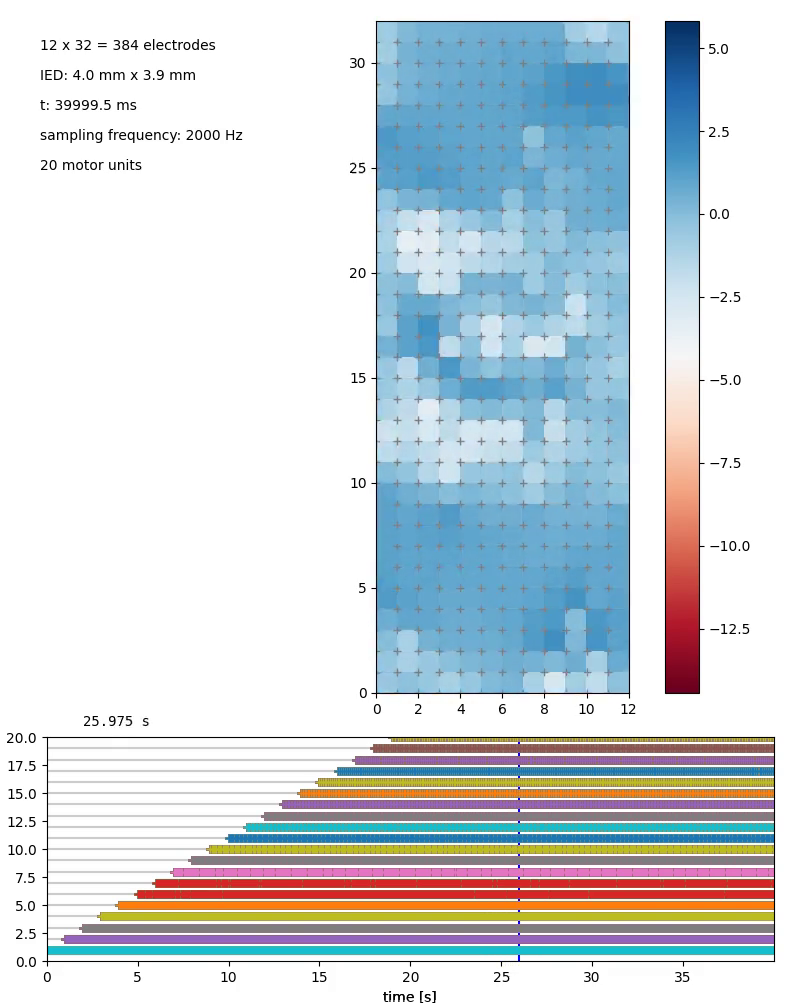 12 x 32 = 384 electrodes
IED: 4.0 mm x 3.9 mm
t: 39999.5 ms
sampling frequency: 2000 Hz
20 motor units
30
25
20
15
10
5
0
0 2 4 6 8 10 12
5.0
2.5
0.0
−2.5
−5.0
−7.5
−10.0
−12.5
25.975 s
20.0
17.5
15.0
12.5
10.0
7.5
5.0
2.5
0.0
0 5 10 15 20 25 30 35
time [s]